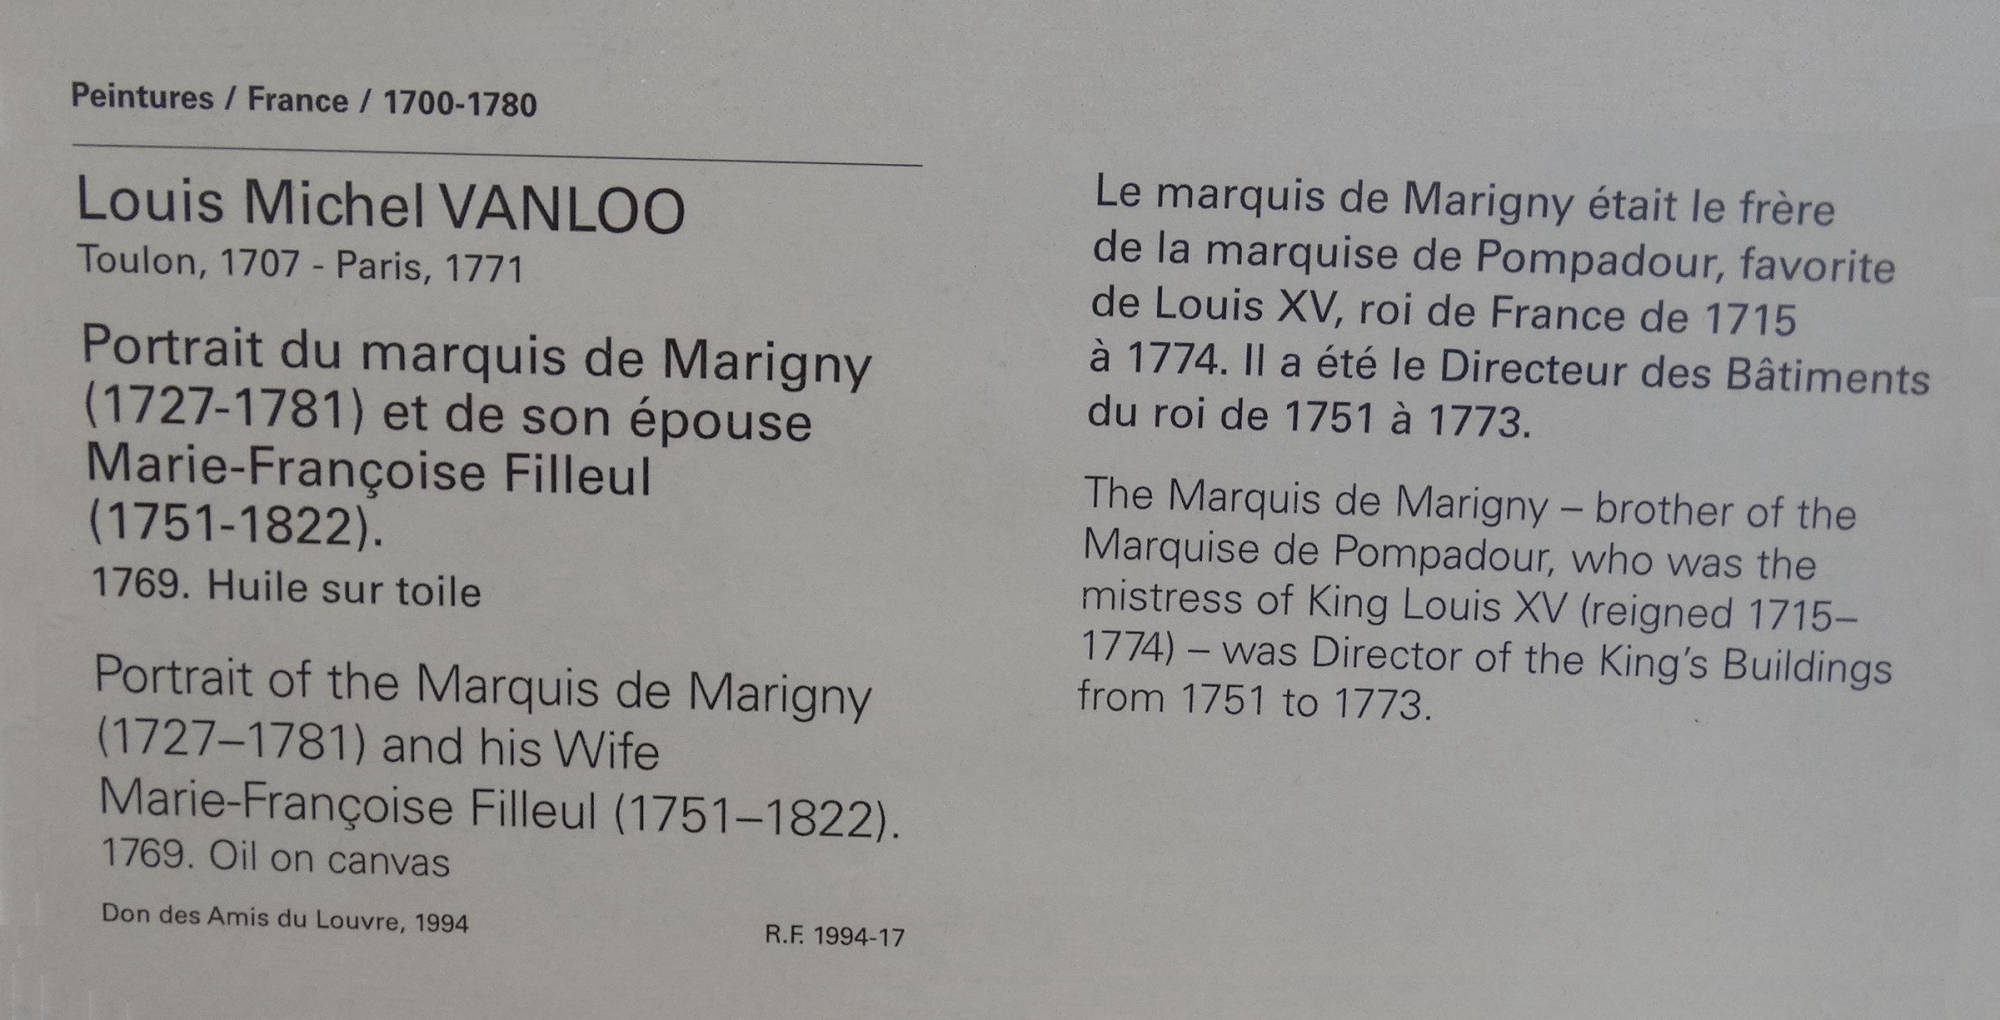 Peintures / France / 1700-1780
Louis Michel VANLOO
Toulon, 1707 - Paris, 1771
Portrait du marquis de Marigny
(1727-1781) et de son épouse
Marie-Françoise Filleul
(1751-1822).
1769. Huile sur toile
Portrait of the Marquis de Marigny
(1727–1781) and his Wife
Marie-Françoise Filleul (1751–1822).
1769. Oil on canvas
Don des Amis du Louvre, 1994
R.F. 1994-17
Le marquis de Marigny était le frère
de la marquise de Pompadour, favorite
de Louis XV, roi de France de 1715
à 1774. Il a été le Directeur des Bâtiments
du roi de 1751 à 1773.
The Marquis de Marigny – brother of the
Marquise de Pompadour, who was the
mistress of King Louis XV (reigned 1715–
1774) – was Director of the King's Buildings
from 1751 to 1773.